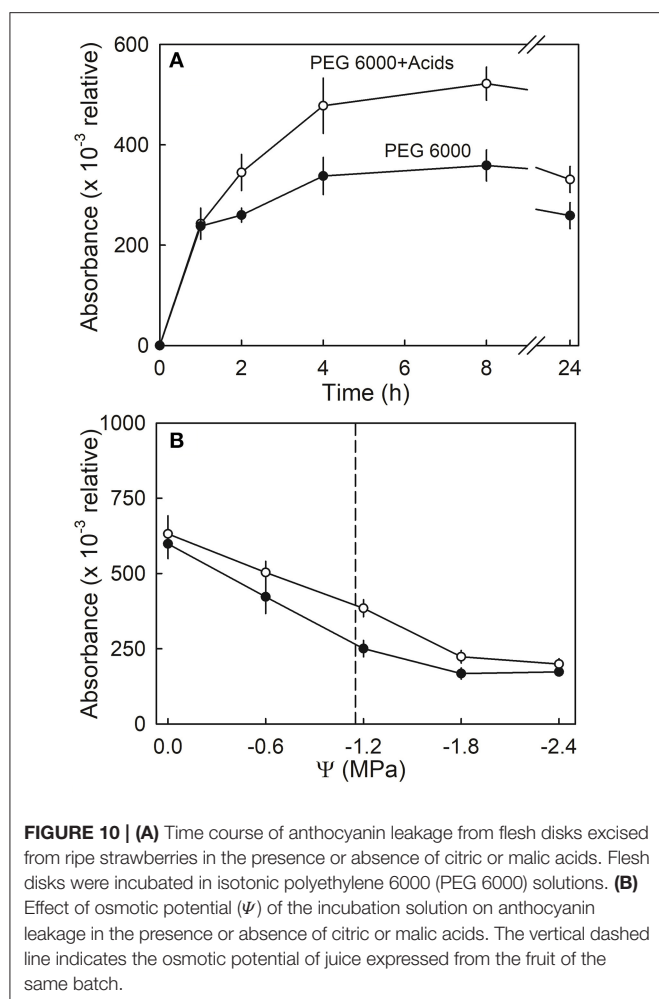 600
A
PEG 6000+Acids
400
PEG 6000
200
0
Absorbance (x 10-3 relative)
0 2 4 6 8 24
Time (h)
1000
B
750
500
250
0
Absorbance (x 10-3 relative)
0.0 -0.6 -1.2 -1.8 -2.4
Ψ (MPa)
FIGURE 10 | (A) Time course of anthocyanin leakage from flesh disks excised
from ripe strawberries in the presence or absence of citric or malic acids. Flesh
disks were incubated in isotonic polyethylene 6000 (PEG 6000) solutions. (B)
Effect of osmotic potential (Ψ) of the incubation solution on anthocyanin
leakage in the presence or absence of citric or malic acids. The vertical dashed
line indicates the osmotic potential of juice expressed from the fruit of the
same batch.